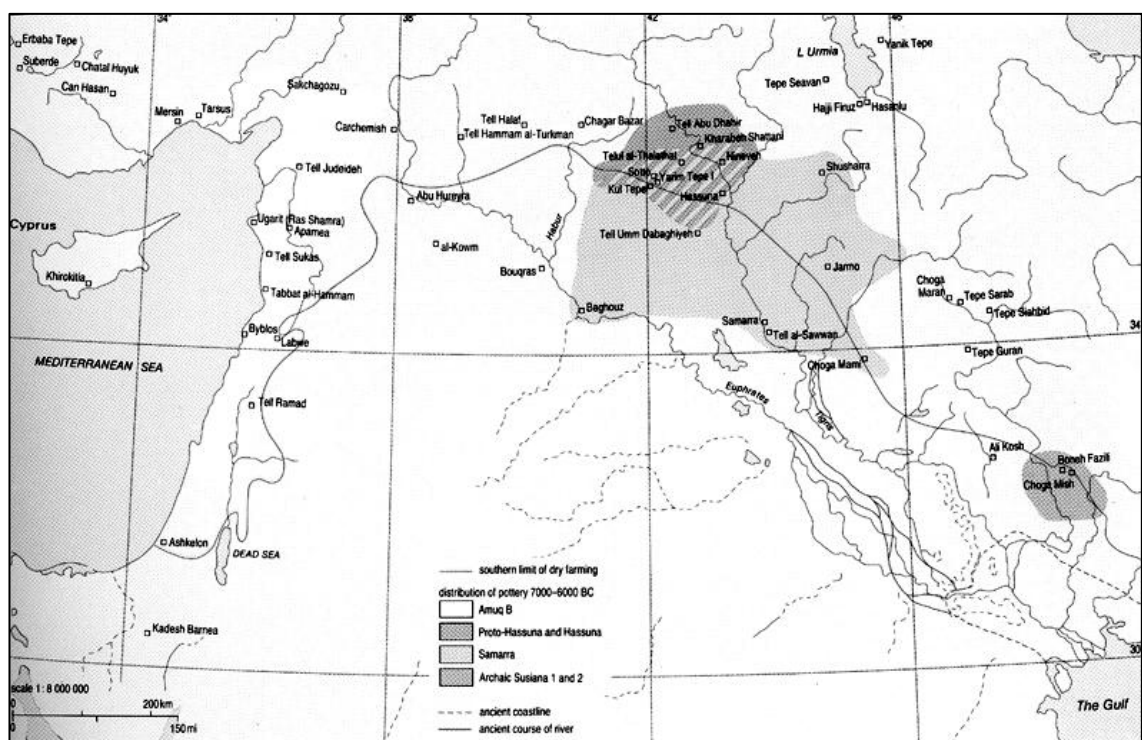 34°
38
42
46
Erbaba Tepe
Suberde
Chatal Huyuk
Can Hasan
Mersin
Tarsus
Sakchagozu
Carchemish
Tell Halaf
Tell Hammam al-Turkman
Chagar Bazar
Tell Abu Dhahir
Kharabeh Shattani
Telul al-Thalathat
Nineveh
Sotto
Yarim Tepe I
Kul Tepe
Hassuna
L Urmia
Yanik Tepe
Tepe Seavan
Hajji Firuz
Hasanlu
Shusharra
Tell Judeideh
Abu Hureyra
Habur
Tell Umm Dabaghiyeh
Cyprus
Ugarit (Ras Shamra)
Apamea
al-Kowm
Tell Sukas
Khirokitia
Bouqras
Jarmo
Choga
Maran
Tepe Sarab
Tepe Siahbid
Tabbat al-Hammam
Baghouz
Samarra
Tell al-Sawwan
Byblos
Labwe
34
MEDITERRANEAN SEA
Choga Mami
Tepe Guran
Euphrates
Tigris
Tell Ramad
Ali Kosh
Boneh Fazili
Choga Mish
Ashkelon
DEAD SEA
southern limit of dry farming
distribution of pottery 7000–6000 BC
Amuq B
Proto-Hassuna and Hassuna
Samarra
Archaic Susiana 1 and 2
ancient coastline
ancient course of river
Kadesh Barnea
30
The Gulf
scale 1 : 8 000 000
0 200km
0 150mi